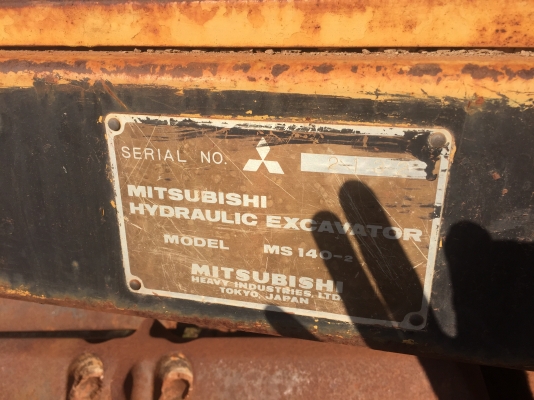 SERIAL NO.
MITSUBISHI
HYDRAULIC EXCAVATOR
MODEL MS140-2
MITSUBISHI
HEAVY INDUSTRIES, LTD.
TOKYO, JAPAN